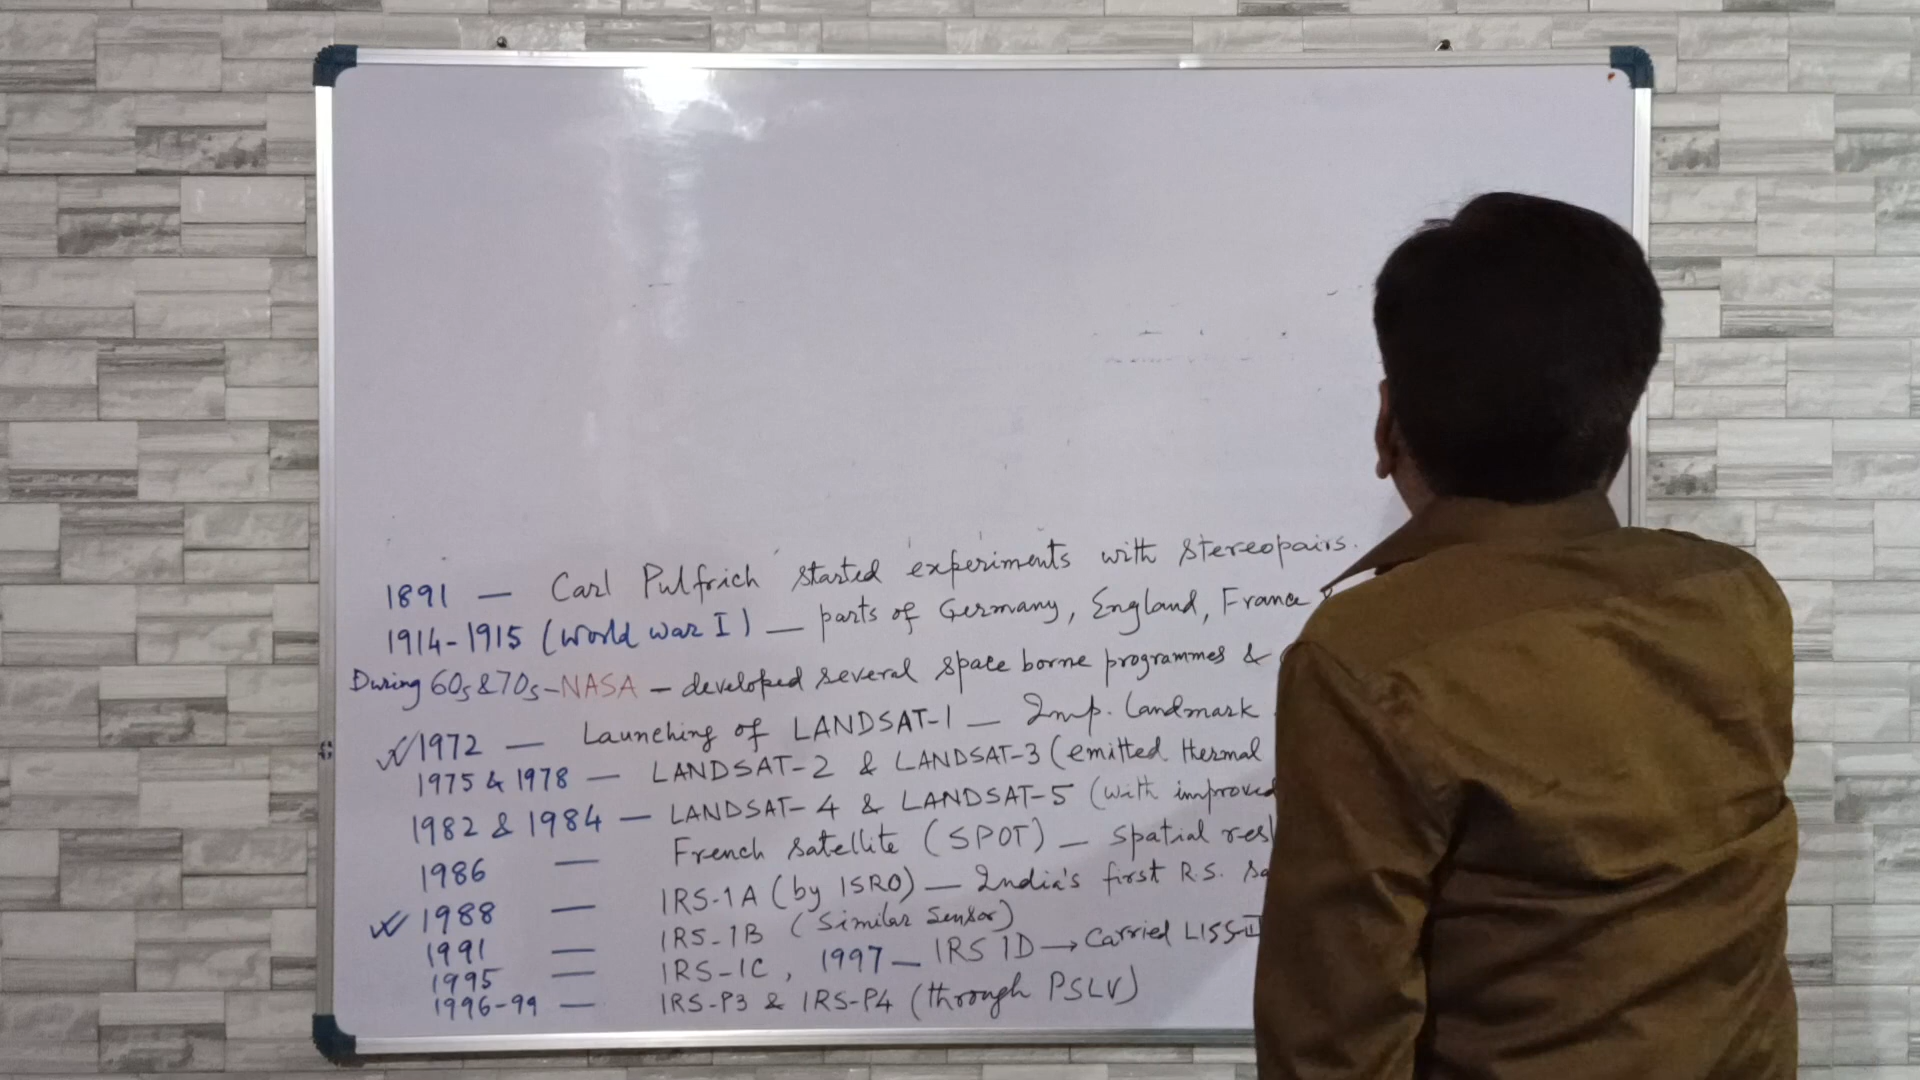 1891 — Carl Pulfrich started experiments with stereopairs.
1914-1915 (World War I) — parts of Germany, England, France
During 60s & 70s - NASA - developed several space borne programmes &
1972 — Launching of LANDSAT-1 — Imp. landmark
1975 & 1978 — LANDSAT-2 & LANDSAT-3 (emitted thermal
1982 & 1984 — LANDSAT-4 & LANDSAT-5 (with improved
1986 — French satellite (SPOT) — spatial
1988 — IRS-1A (by ISRO) — India's first R.S.
1991 — IRS-1B (Similar Sensor)
1995 — IRS-1C, 1997 — IRS 1D → Carried
1996-99 — IRS-P3 & IRS-P4 (through PSLV)